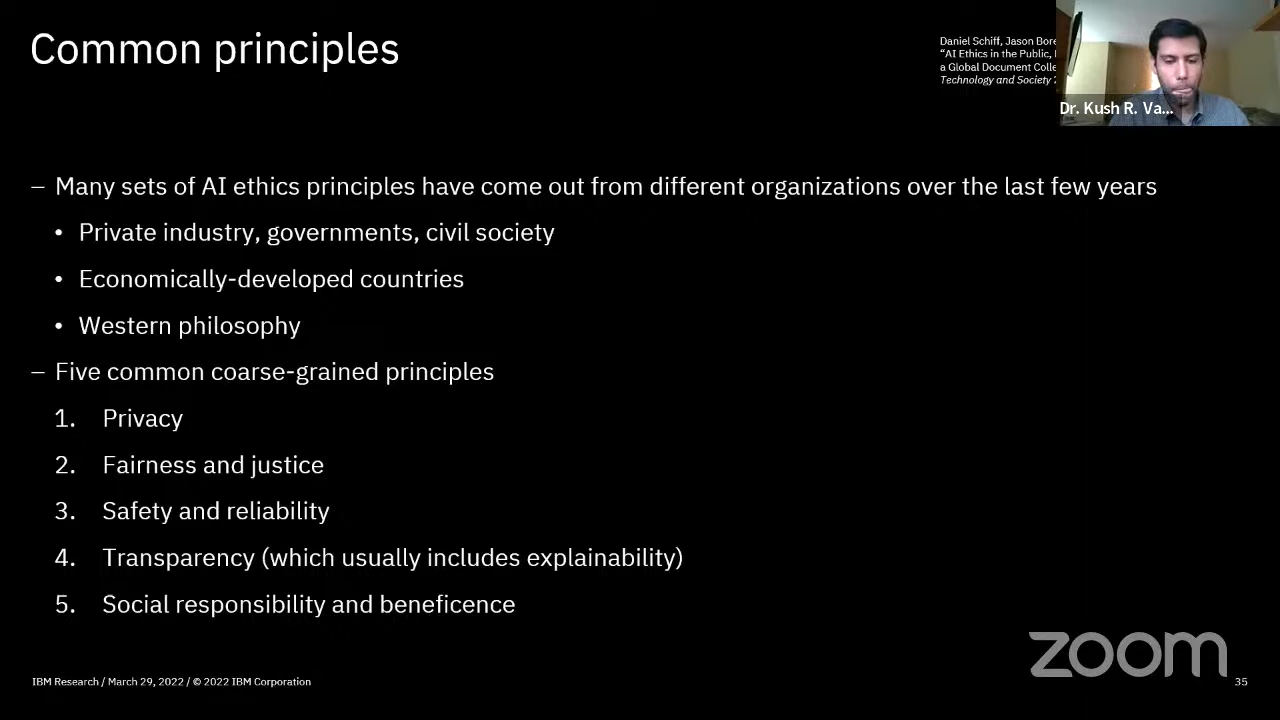 Common principles
Daniel Schiff, Jason
“AI Ethics in the Public,
a Global Document
Technology and Society
Dr. Kush R. Va...
– Many sets of AI ethics principles have come out from different organizations over the last few years
• Private industry, governments, civil society
• Economically-developed countries
• Western philosophy
– Five common coarse-grained principles
1. Privacy
2. Fairness and justice
3. Safety and reliability
4. Transparency (which usually includes explainability)
5. Social responsibility and beneficence
zoom
IBM Research / March 29, 2022 / © 2022 IBM Corporation
35